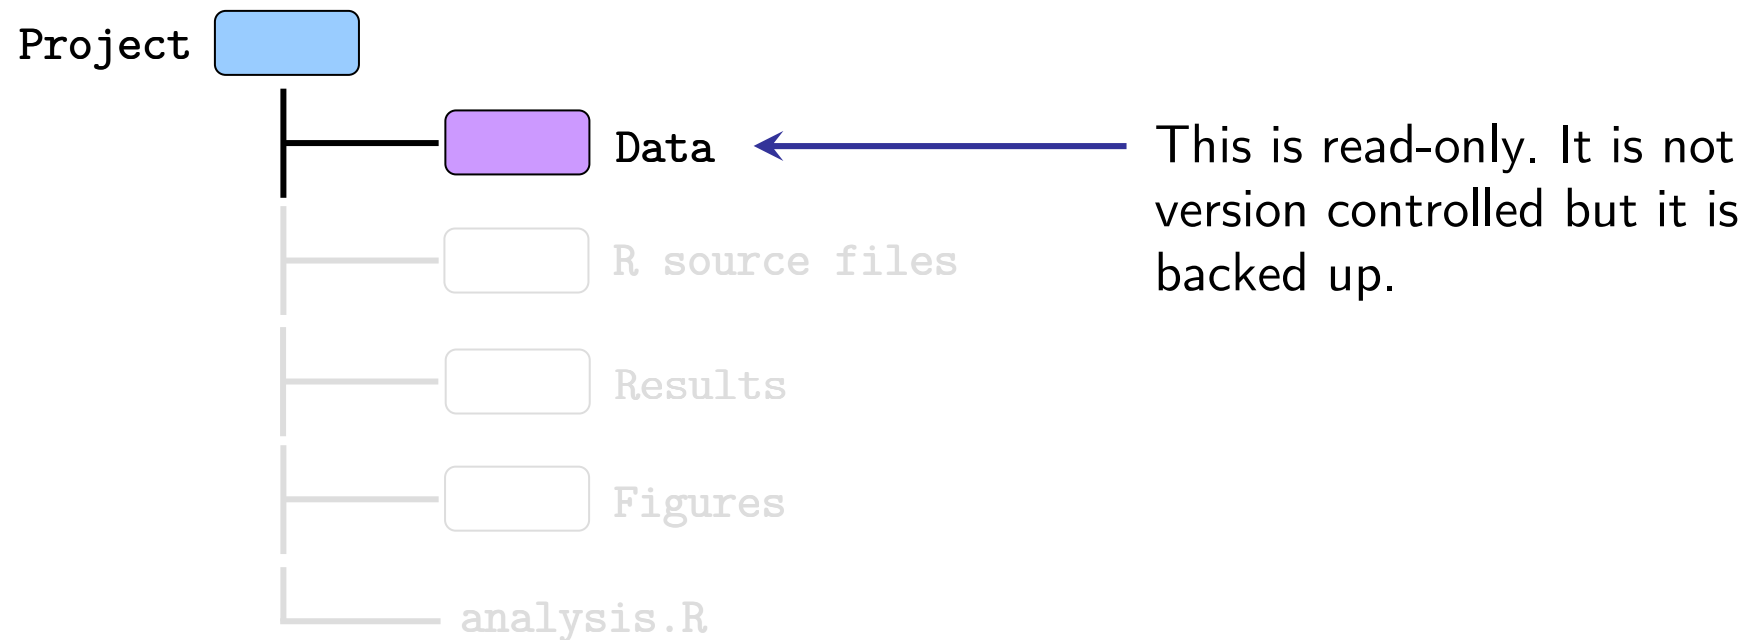 Project
Data
This is read-only. It is not
version controlled but it is
backed up.
R source files
Results
Figures
analysis.R